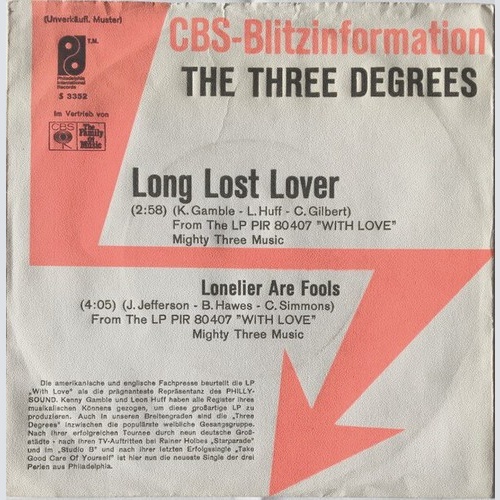 (Unverkäufl. Muster)
T.M.
Philadelphia
International
Records
S 3352
Im Vertrieb von
CBS
The
Family
of
Music
CBS-Blitzinformation
THE THREE DEGREES
Long Lost Lover
(2:58) (K. Gamble - L. Huff - C. Gilbert)
From The LP PIR 80407 "WITH LOVE"
Mighty Three Music
Lonelier Are Fools
(4:05) (J. Jefferson - B. Hawes - C. Simmons)
From The LP PIR 80407 "WITH LOVE"
Mighty Three Music
Die amerikanische und englische Fachpresse beurteilt die LP
„With Love" als die prägnanteste Repräsentanz des PHILLY-
SOUND. Kenny Gamble und Leon Huff haben alle Register ihres
musikalischen Könnens gezogen, um diese großartige LP zu
produzieren. Auch in unseren Breitengraden sind die „Three
Degrees" inzwischen die populärste weibliche Gesangsgruppe.
Nach ihrer erfolgreichen Tournee durch neun deutsche Groß-
städte - nach ihren TV-Auftritten bei Rainer Holbes „Starparade"
und im „Studio B" und nach ihrer letzten Erfolgssingle „Take
Good Care Of Yourself" ist hier nun die neueste Single der drei
Perlen aus Philadelphia.